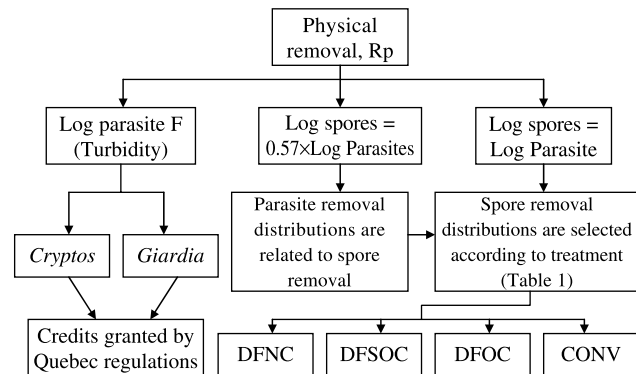 Physical
removal, Rp
Log parasite F
(Turbidity)
Log spores =
0.57×Log Parasites
Log spores =
Log Parasite
Parasite removal
distributions are
related to spore
removal
Spore removal
distributions are selected
according to treatment
(Table 1)
Cryptos
Giardia
Credits granted by
Quebec regulations
DFNC
DFSOC
DFOC
CONV